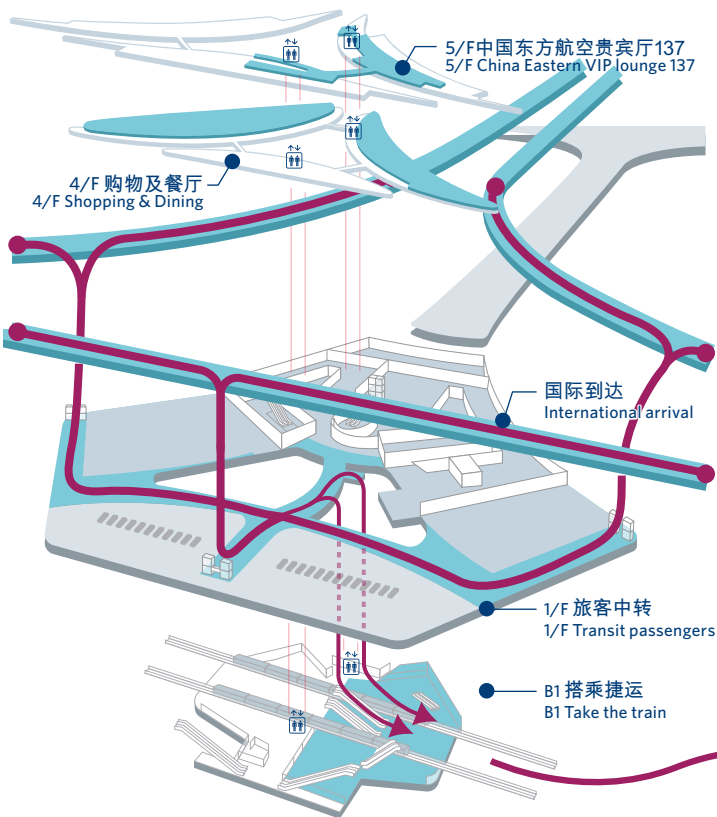 5/F中国东方航空贵宾厅137
5/F China Eastern VIP lounge 137
4/F 购物及餐厅
4/F Shopping & Dining
国际到达
International arrival
1/F 旅客中转
1/F Transit passengers
B1 搭乘捷运
B1 Take the train